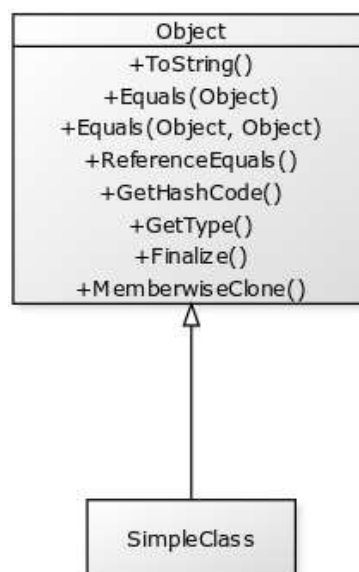 Object
+ToString()
+Equals(Object)
+Equals(Object, Object)
+ReferenceEquals()
+GetHashCode()
+GetType()
+Finalize()
+MemberwiseClone()
SimpleClass